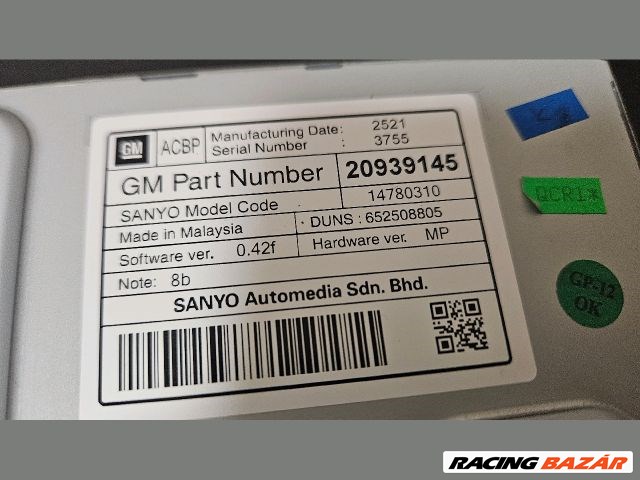 GM ACBP Manufacturing Date: 2521
Serial Number : 3755
GM Part Number 20939145
SANYO Model Code 14780310
Made in Malaysia · DUNS : 652508805
Software ver. 0.42f Hardware ver. MP
Note: 8b
SANYO Automedia Sdn. Bhd.
QCRI*
GP-12
OK
RACING BAZÁR